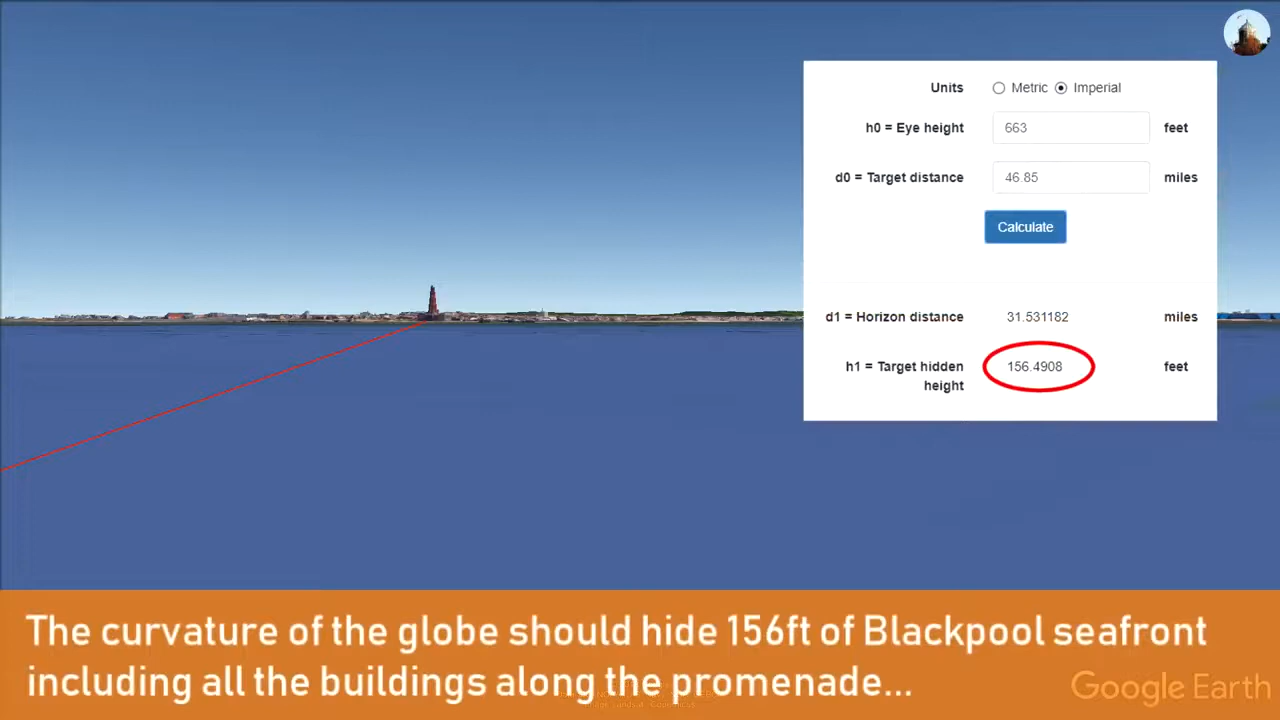 Units Metric Imperial
h0 = Eye height 663 feet
d0 = Target distance 46.85 miles
Calculate
d1 = Horizon distance 31.531182 miles
h1 = Target hidden 156.4908 feet
height
The curvature of the globe should hide 156ft of Blackpool seafront
including all the buildings along the promenade...
Google Earth